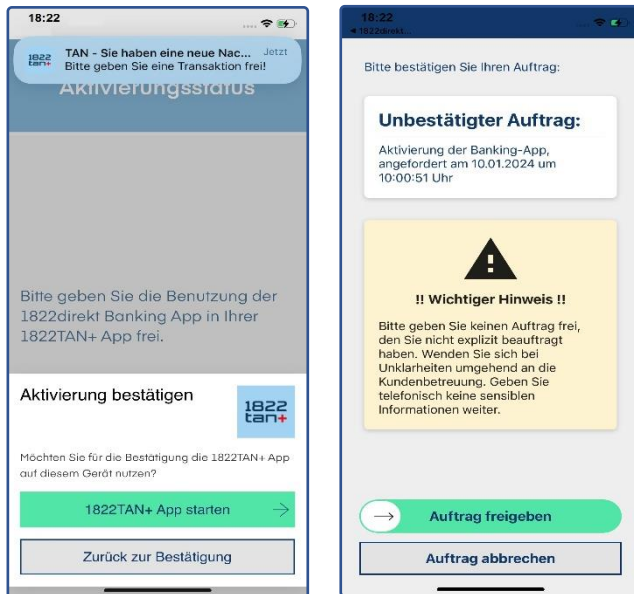 18:22
1822 tan+
TAN - Sie haben eine neue Nac... Jetzt
Bitte geben Sie eine Transaktion frei!
Aktivierungsstatus
Bitte geben Sie die Benutzung der
1822direkt Banking App in Ihrer
1822TAN+ App frei.
Aktivierung bestätigen
1822
tan+
Möchten Sie für die Bestätigung die 1822TAN+ App
auf diesem Gerät nutzen?
1822TAN+ App starten
Zurück zur Bestätigung
18:22
1822direkt...
Bitte bestätigen Sie Ihren Auftrag:
Unbestätigter Auftrag:
Aktivierung der Banking-App,
angefordert am 10.01.2024 um
10:00:51 Uhr
!! Wichtiger Hinweis !!
Bitte geben Sie keinen Auftrag frei,
den Sie nicht explizit beauftragt
haben. Wenden Sie sich bei
Unklarheiten umgehend an die
Kundenbetreuung. Geben Sie
telefonisch keine sensiblen
Informationen weiter.
Auftrag freigeben
Auftrag abbrechen